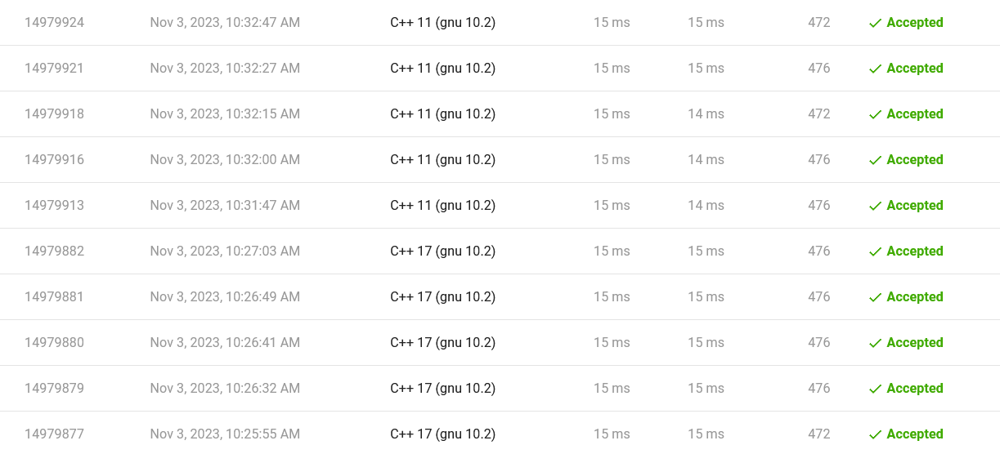 14979924 Nov 3, 2023, 10:32:47 AM C++ 11 (gnu 10.2) 15 ms 15 ms 472 Accepted
14979921 Nov 3, 2023, 10:32:27 AM C++ 11 (gnu 10.2) 15 ms 15 ms 476 Accepted
14979918 Nov 3, 2023, 10:32:15 AM C++ 11 (gnu 10.2) 15 ms 14 ms 472 Accepted
14979916 Nov 3, 2023, 10:32:00 AM C++ 11 (gnu 10.2) 15 ms 14 ms 476 Accepted
14979913 Nov 3, 2023, 10:31:47 AM C++ 11 (gnu 10.2) 15 ms 14 ms 476 Accepted
14979882 Nov 3, 2023, 10:27:03 AM C++ 17 (gnu 10.2) 15 ms 15 ms 476 Accepted
14979881 Nov 3, 2023, 10:26:49 AM C++ 17 (gnu 10.2) 15 ms 15 ms 476 Accepted
14979880 Nov 3, 2023, 10:26:41 AM C++ 17 (gnu 10.2) 15 ms 15 ms 476 Accepted
14979879 Nov 3, 2023, 10:26:32 AM C++ 17 (gnu 10.2) 15 ms 15 ms 476 Accepted
14979877 Nov 3, 2023, 10:25:55 AM C++ 17 (gnu 10.2) 15 ms 15 ms 472 Accepted